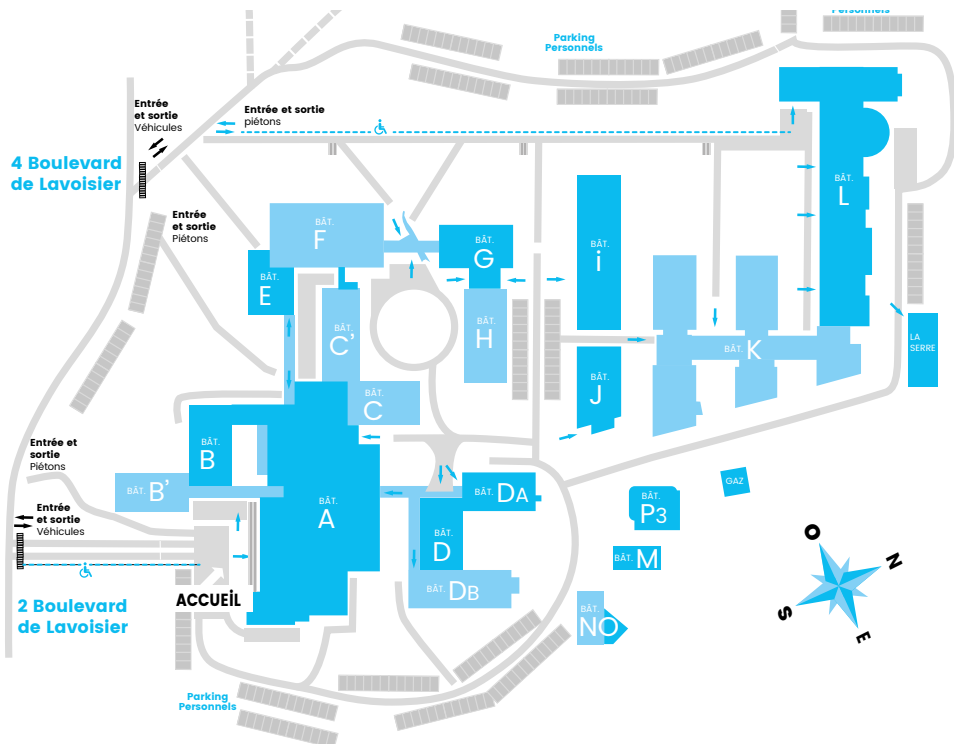 Personnels
Parking
Personnels
Entrée
et sortie
Véhicules
Entrée et sortie
piétons
4 Boulevard
de Lavoisier
Entrée
et sortie
Piétons
BÂT.
F
BÂT.
G
BÂT.
E
BÂT.
i
BÂT.
L
BÂT.
C'
BÂT.
H
BÂT.
K
LA
SERRE
BÂT.
J
BÂT.
C
Entrée et
sortie
Piétons
BÂT.
B
BÂT. B'
BÂT.
A
BÂT. DA
BÂT.
D
BÂT. DB
GAZ
BÂT.
P3
BÂT. M
BÂT.
NO
Entrée
et sortie
Véhicules
ACCUEiL
2 Boulevard
de Lavoisier
Parking
Personnels
O
N
S
E